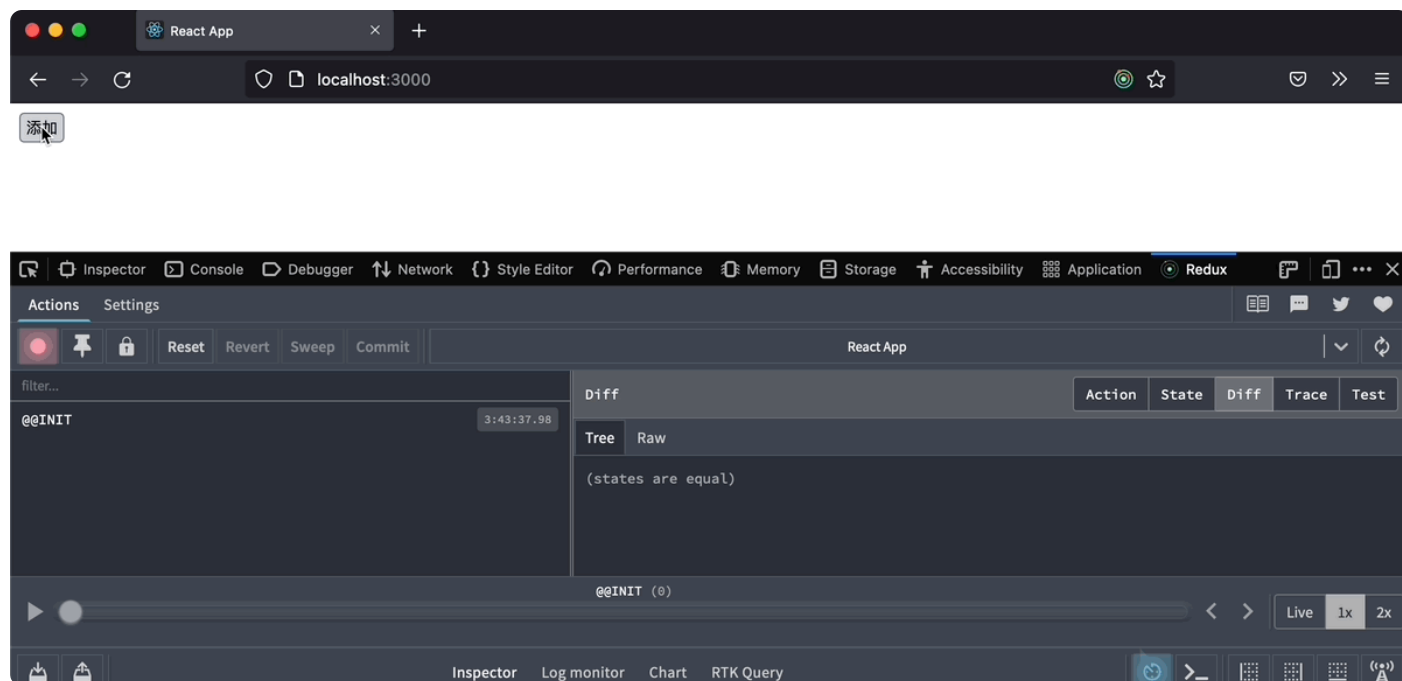 React App
localhost:3000
添加
Inspector Console Debugger Network Style Editor Performance Memory Storage Accessibility Application Redux
Actions Settings
Reset Revert Sweep Commit React App
filter...
Diff Action State Diff Trace Test
@@INIT 3:43:37.98
Tree Raw
(states are equal)
@@INIT (0)
Live 1x 2x
Inspector Log monitor Chart RTK Query